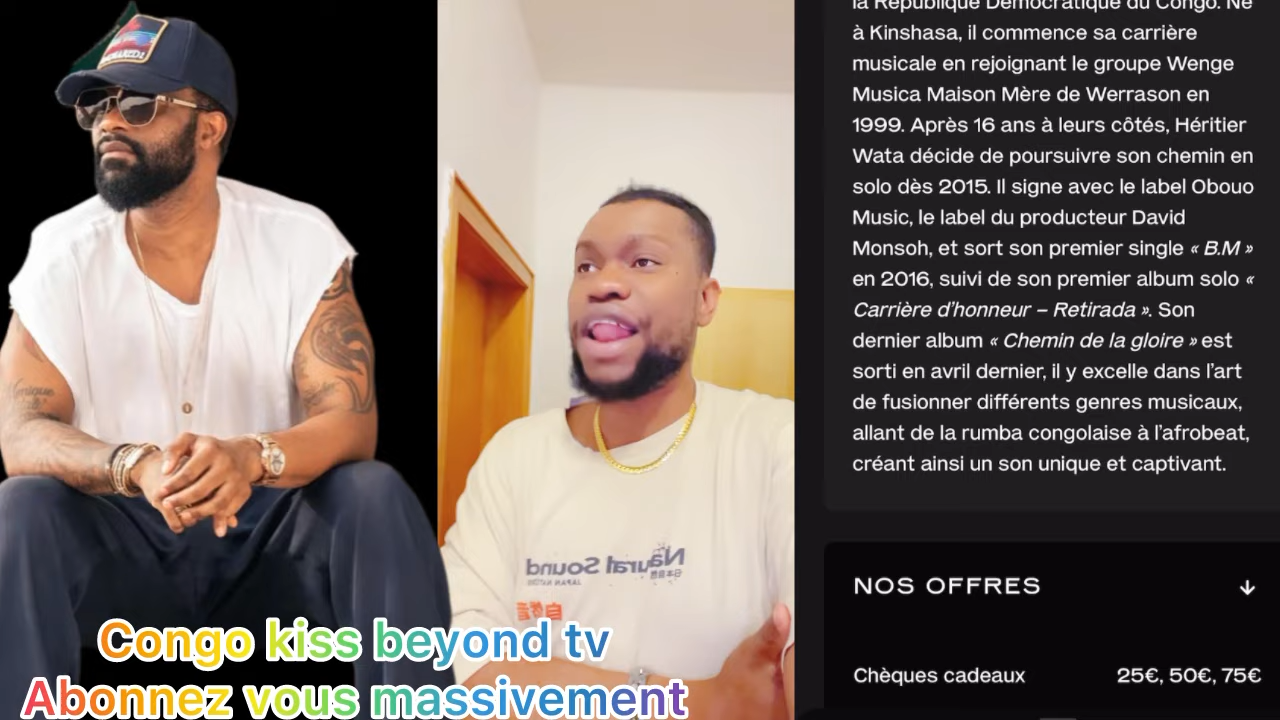 la République Démocratique du Congo. Né
à Kinshasa, il commence sa carrière
musicale en rejoignant le groupe Wenge
Musica Maison Mère de Werrason en
1999. Après 16 ans à leurs côtés, Héritier
Wata décide de poursuivre son chemin en
solo dès 2015. Il signe avec le label Obouo
Music, le label du producteur David
Monsoh, et sort son premier single « B.M »
en 2016, suivi de son premier album solo «
Carrière d'honneur – Retirada ». Son
dernier album « Chemin de la gloire » est
sorti en avril dernier, il y excelle dans l'art
de fusionner différents genres musicaux,
allant de la rumba congolaise à l'afrobeat,
créant ainsi un son unique et captivant.
NOS OFFRES
Chèques cadeaux 25€, 50€, 75€
Natural Sound
JAPAN NATURE
Congo kiss beyond tv
Abonnez vous massivement